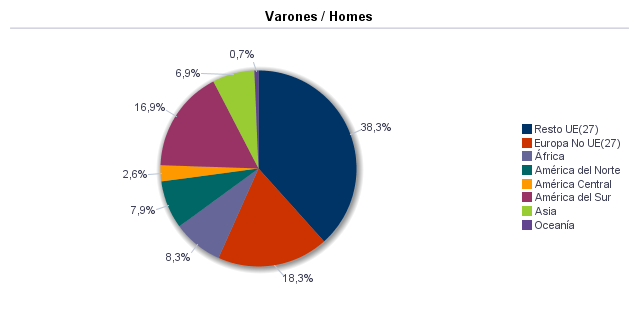 Varones / Homes
0,7%
6,9%
16,9%
38,3%
2,6%
7,9%
8,3%
18,3%
Resto UE(27)
Europa No UE(27)
África
América del Norte
América Central
América del Sur
Asia
Oceanía